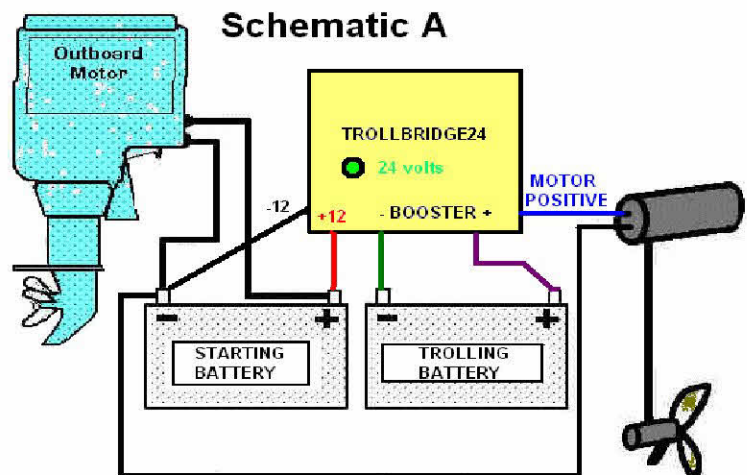 Schematic A
Outboard
Motor
TROLLBRIDGE24
24 volts
MOTOR
POSITIVE
-12
+12
- BOOSTER +
- +
STARTING
BATTERY
- +
TROLLING
BATTERY